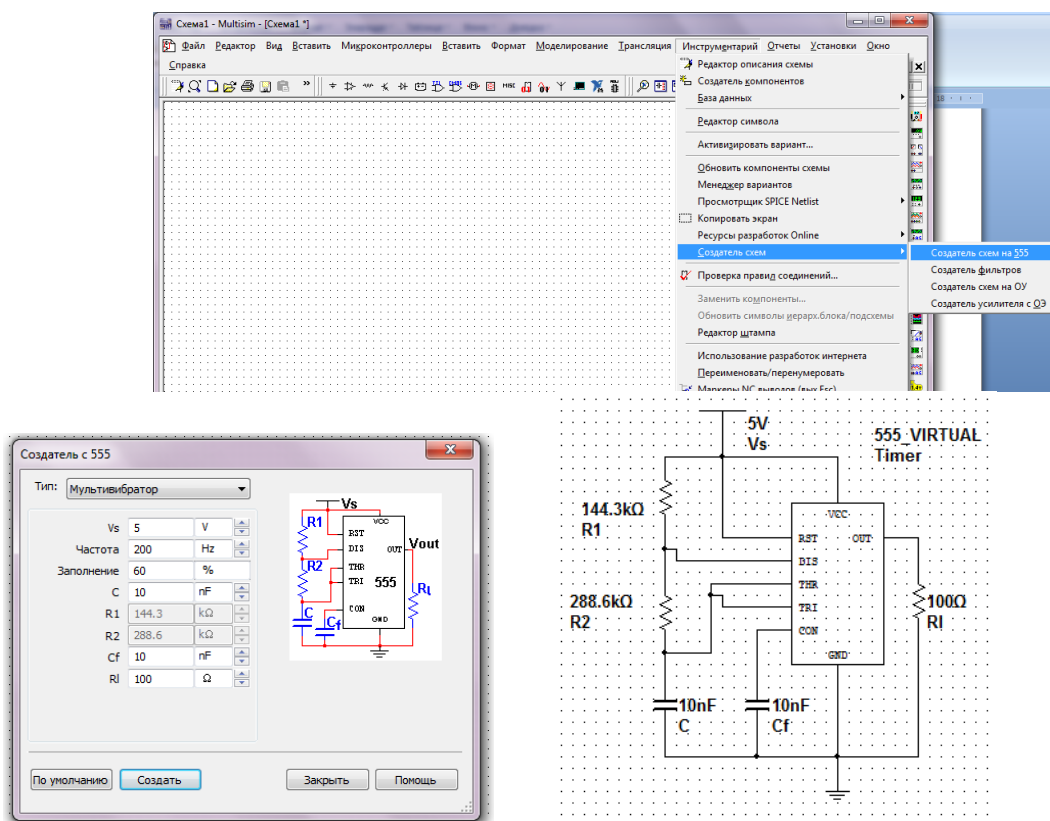 Схема1 - Multisim - [Схема1 *]
Файл Редактор Вид Вставить Микроконтроллеры Вставить Формат Моделирование Трансляция Инструментарий Отчеты Установки Окно
Справка
MISC
18
Редактор описания схемы
Создатель компонентов
База данных
Редактор символа
Активизировать вариант...
Обновить компоненты схемы
Менеджер вариантов
Просмотрщик SPICE Netlist
Копировать экран
Ресурсы разработок Online
Создатель схем
Проверка правил соединений...
Заменить компоненты...
Обновить символы иерарх.блока/подсхемы
Редактор штампа
Использование разработок интернета
Переименовать/перенумеровать
Маркеры NC выводов (вых Esc)
Создатель схем на 555
Создатель фильтров
Создатель схем на ОУ
Создатель усилителя с ОЭ
Создатель с 555
Тип: Мультивибратор
Vs 5 V
Частота 200 Hz
Заполнение 60 %
C 10 nF
R1 144.3 kΩ
R2 288.6 kΩ
Cf 10 nF
Rl 100 Ω
По умолчанию Создать Закрыть Помощь
Vs
R1
VCC
RST
DIS
OUT
Vout
R2
THR
TRI
555
Rl
C
Cf
CON
GND
5V
Vs
555_VIRTUAL
Timer
144.3kΩ
R1
VCC
RST
OUT
DIS
THR
288.6kΩ
R2
TRI
CON
100Ω
Rl
GND
10nF
C
10nF
Cf